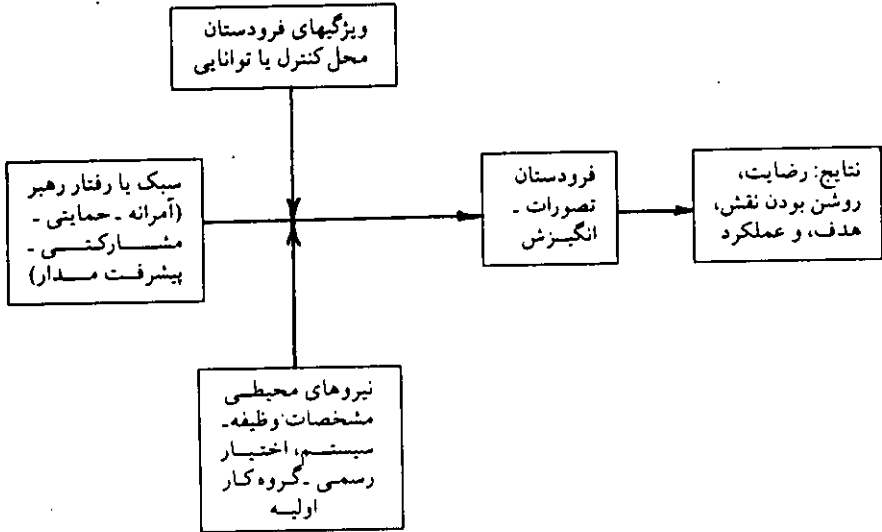 ویژگیهای فرودستان
محل کنترل یا توانایی
سبک یا رفتار رهبر
(آمرانه ـ حمایتی ـ
مشارکتی ـ
پیشرفت مدار)
فرودستان
تصورات ـ
انگیزش
نتایج: رضایت،
روشن بودن نقش،
هدف، و عملکرد
نیروهای محیطی
مشخصات وظیفه ـ
سیستم، اختیار
رسمی ـ گروه کار
اولیه